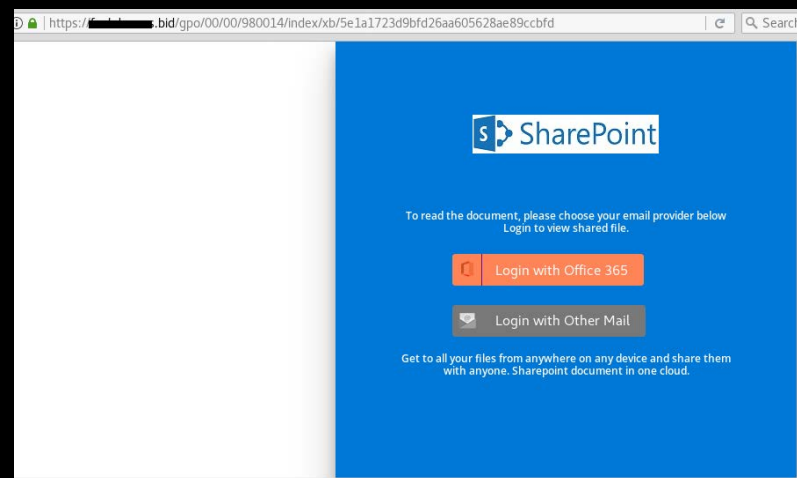 https:// .bid/gpo/00/00/980014/index/xb/5e1a1723d9bfd26aa605628ae89ccbfd
Search
S SharePoint
To read the document, please choose your email provider below
Login to view shared file.
Login with Office 365
Login with Other Mail
Get to all your files from anywhere on any device and share them
with anyone. Sharepoint document in one cloud.